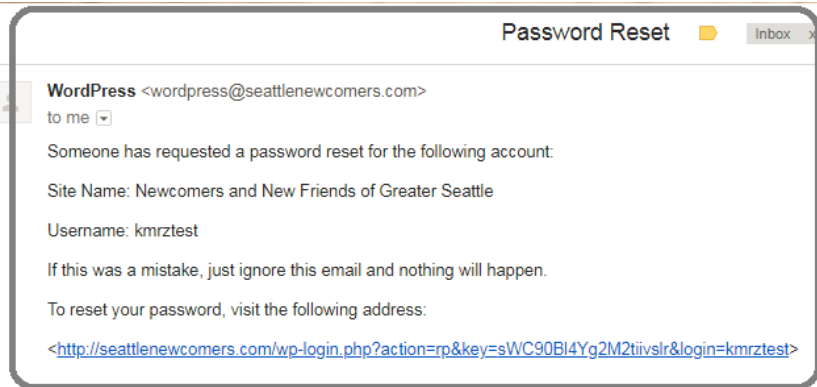 Password Reset
Inbox x
WordPress <wordpress@seattlenewcomers.com>
to me
Someone has requested a password reset for the following account:
Site Name: Newcomers and New Friends of Greater Seattle
Username: kmrztest
If this was a mistake, just ignore this email and nothing will happen.
To reset your password, visit the following address:
<http://seattlenewcomers.com/wp-login.php?action=rp&key=sWC90Bl4Yg2M2tiivslr&login=kmrztest>